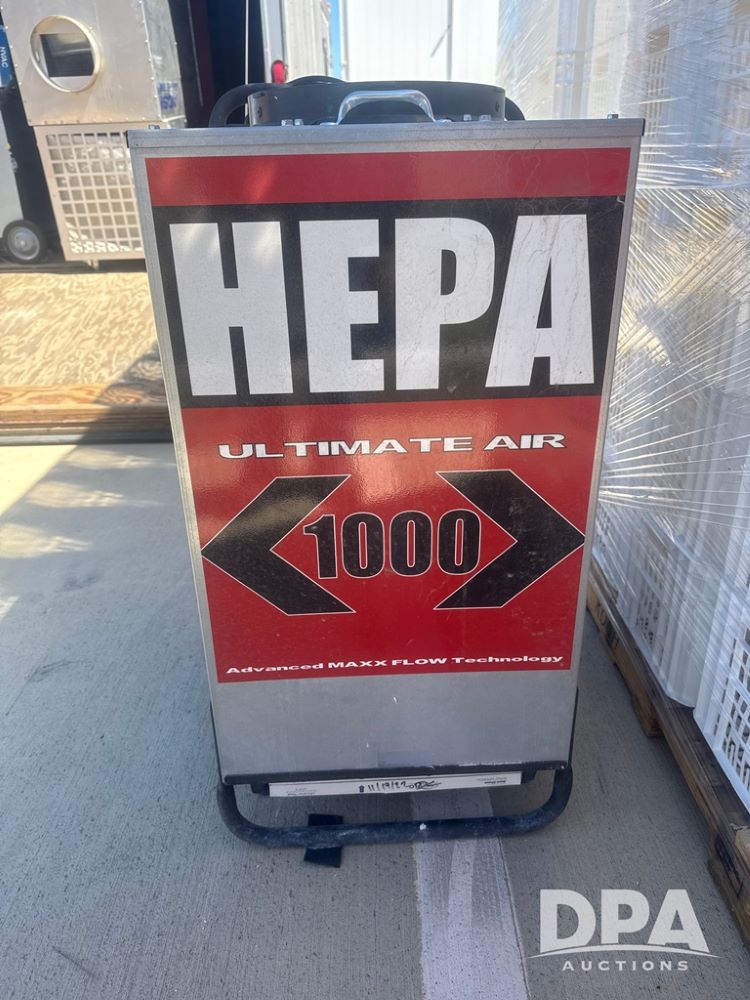 HEPA
ULTIMATE AIR
1000
Advanced MAXX FLOW Technology
DPA
AUCTIONS